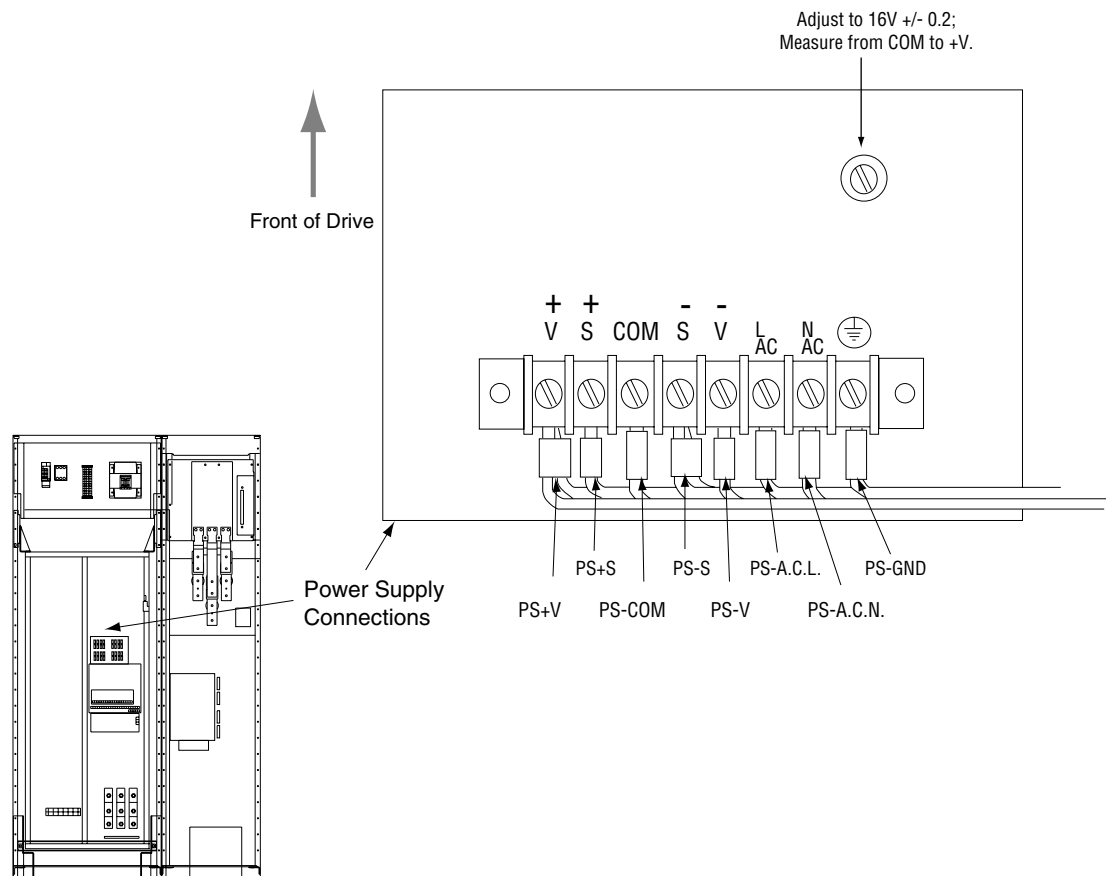 Adjust to 16V +/- 0.2;
Measure from COM to +V.
Front of Drive
+ + - -
V S COM S V L AC N AC
PS+S PS-S PS-A.C.L. PS-GND
PS+V PS-COM PS-V PS-A.C.N.
Power Supply
Connections